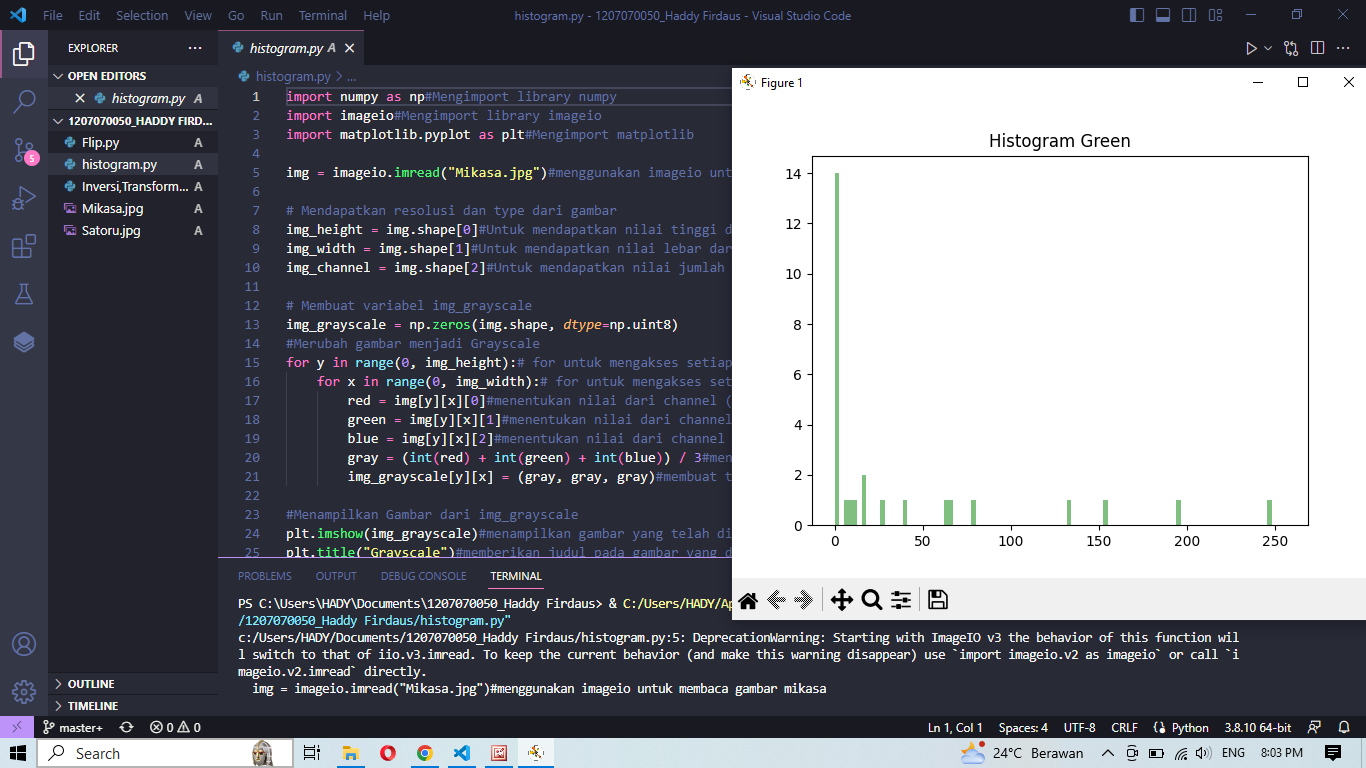 File Edit Selection View Go Run Terminal Help
histogram.py - 1207070050_Haddy Firdaus - Visual Studio Code
EXPLORER
OPEN EDITORS
histogram.py A
1207070050_HADDY FIRD...
Flip.py A
histogram.py A
Inversi,Transform... A
Mikasa.jpg A
Satoru.jpg A
OUTLINE
TIMELINE
5
histogram.py A
histogram.py > ...
1 import numpy as np#Mengimport library numpy
2 import imageio#Mengimport library imageio
3 import matplotlib.pyplot as plt#Mengimport matplotlib
4
5 img = imageio.imread("Mikasa.jpg")#menggunakan imageio unt
6
7 # Mendapatkan resolusi dan type dari gambar
8 img_height = img.shape[0]#Untuk mendapatkan nilai tinggi d
9 img_width = img.shape[1]#Untuk mendapatkan nilai lebar dar
10 img_channel = img.shape[2]#Untuk mendapatkan nilai jumlah
11
12 # Membuat variabel img_grayscale
13 img_grayscale = np.zeros(img.shape, dtype=np.uint8)
14 #Merubah gambar menjadi Grayscale
15 for y in range(0, img_height):# for untuk mengakses setiap
16 for x in range(0, img_width):# for untuk mengakses set
17 red = img[y][x][0]#menentukan nilai dari channel (
18 green = img[y][x][1]#menentukan nilai dari channel
19 blue = img[y][x][2]#menentukan nilai dari channel
20 gray = (int(red) + int(green) + int(blue)) / 3#men
21 img_grayscale[y][x] = (gray, gray, gray)#membuat t
22
23 #Menampilkan Gambar dari img_grayscale
24 plt.imshow(img_grayscale)#menampilkan gambar yang telah di
25 plt.title("Grayscale")#memberikan judul pada gambar yang d
Figure 1
Histogram Green
14
12
10
8
6
4
2
0
0 50 100 150 200 250
PROBLEMS OUTPUT DEBUG CONSOLE TERMINAL
PS C:\Users\HADY\Documents\1207070050_Haddy Firdaus> & C:/Users/HADY/Ap
/1207070050_Haddy Firdaus/histogram.py"
c:/Users/HADY/Documents/1207070050_Haddy Firdaus/histogram.py:5: DeprecationWarning: Starting with ImageIO v3 the behavior of this function wil
l switch to that of iio.v3.imread. To keep the current behavior (and make this warning disappear) use `import imageio.v2 as imageio` or call `i
mageio.v2.imread` directly.
img = imageio.imread("Mikasa.jpg")#menggunakan imageio untuk membaca gambar mikasa
master+ 0 0 Ln 1, Col 1 Spaces: 4 UTF-8 CRLF Python 3.8.10 64-bit
Search 24°C Berawan ENG 8:03 PM